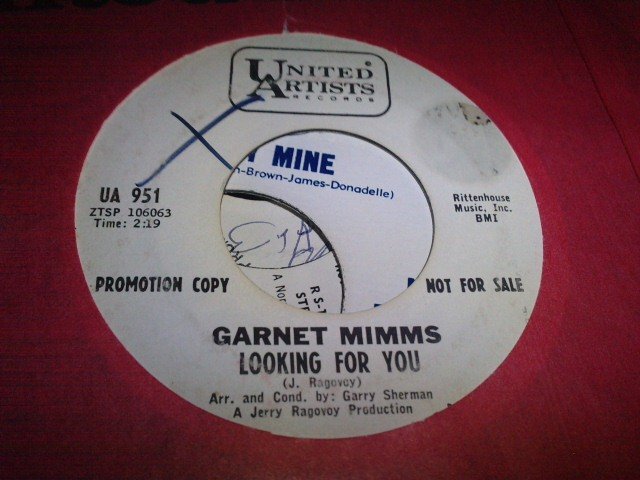 UNITED
ARTISTS
RECORDS
MINE
-Brown-James-Donadelle)
UA 951
ZTSP 106063
Time: 2:19
Rittenhouse
Music, Inc.
BMI
PROMOTION COPY
NOT FOR SALE
GARNET MIMMS
LOOKING FOR YOU
(J. Ragovoy)
Arr. and Cond. by: Garry Sherman
A Jerry Ragovoy Production